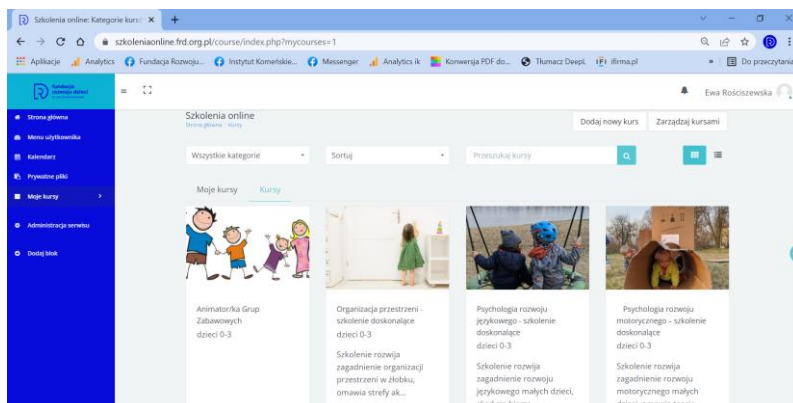 Szkolenia online: Kategorie kurs
szkoleniaonline.frd.org.pl/course/index.php?mycourses=1
Aplikacje Analytics Fundacja Rozwoju... Instytut Komeńskie... Messenger Analytics ik Konwersja PDF do... Tłumacz DeepL ifirma.pl » Do przeczytania
fundacja
rozwoju dzieci
Ewa Rościszewska
Strona główna
Menu użytkownika
Kalendarz
Prywatne pliki
Moje kursy
Administracja serwisu
Dodaj blok
Szkolenia online
Strona główna / Kursy
Dodaj nowy kurs Zarządzaj kursami
Wszystkie kategorie Sortuj Przeszukaj kursy
Moje kursy Kursy
Animator/ka Grup
Zabawowych
dzieci 0-3
Organizacja przestrzeni -
szkolenie doskonalące
dzieci 0-3
Szkolenie rozwija
zagadnienie organizacji
przestrzeni w żłobku,
omawia strefy ak...
Psychologia rozwoju
językowego - szkolenie
doskonalące
dzieci 0-3
Szkolenie rozwija
zagadnienie rozwoju
językowego małych dzieci,
Psychologia rozwoju
motorycznego – szkolenie
doskonalące
dzieci 0-3
Szkolenie rozwija
zagadnienie rozwoju
motorycznego małych